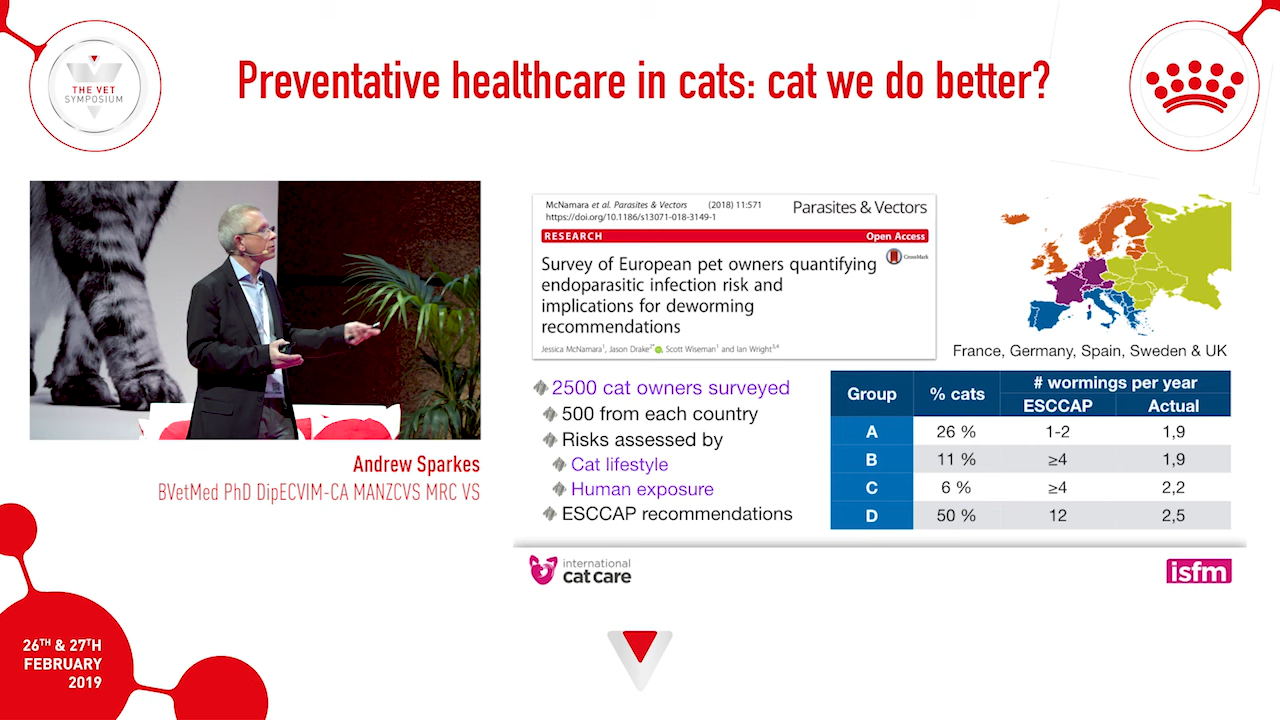 THE VET
SYMPOSIUM
Preventative healthcare in cats: cat we do better?
Andrew Sparkes
BVetMed PhD DipECVIM-CA MANZCVS MRC VS
McNamara et al. Parasites & Vectors (2018) 11:571
https://doi.org/10.1186/s13071-018-3149-1
Parasites & Vectors
RESEARCH Open Access
CrossMark
Survey of European pet owners quantifying
endoparasitic infection risk and
implications for deworming
recommendations
Jessica McNamara1, Jason Drake2*, Scott Wiseman1 and Ian Wright3,4
France, Germany, Spain, Sweden & UK
2500 cat owners surveyed
500 from each country
Risks assessed by
Cat lifestyle
Human exposure
ESCCAP recommendations
Group % cats # wormings per year
ESCCAP Actual
A 26 % 1-2 1,9
B 11 % ≥4 1,9
C 6 % ≥4 2,2
D 50 % 12 2,5
international
cat care
isfm
26TH & 27TH
FEBRUARY
2019